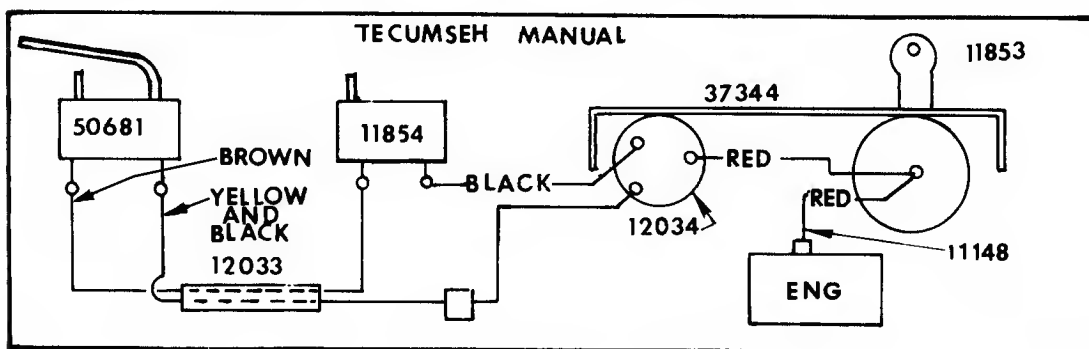 TECUMSEH MANUAL
11853
37344
50681
11854
BROWN
BLACK
RED
YELLOW
AND
BLACK
RED
12034
12033
11148
ENG